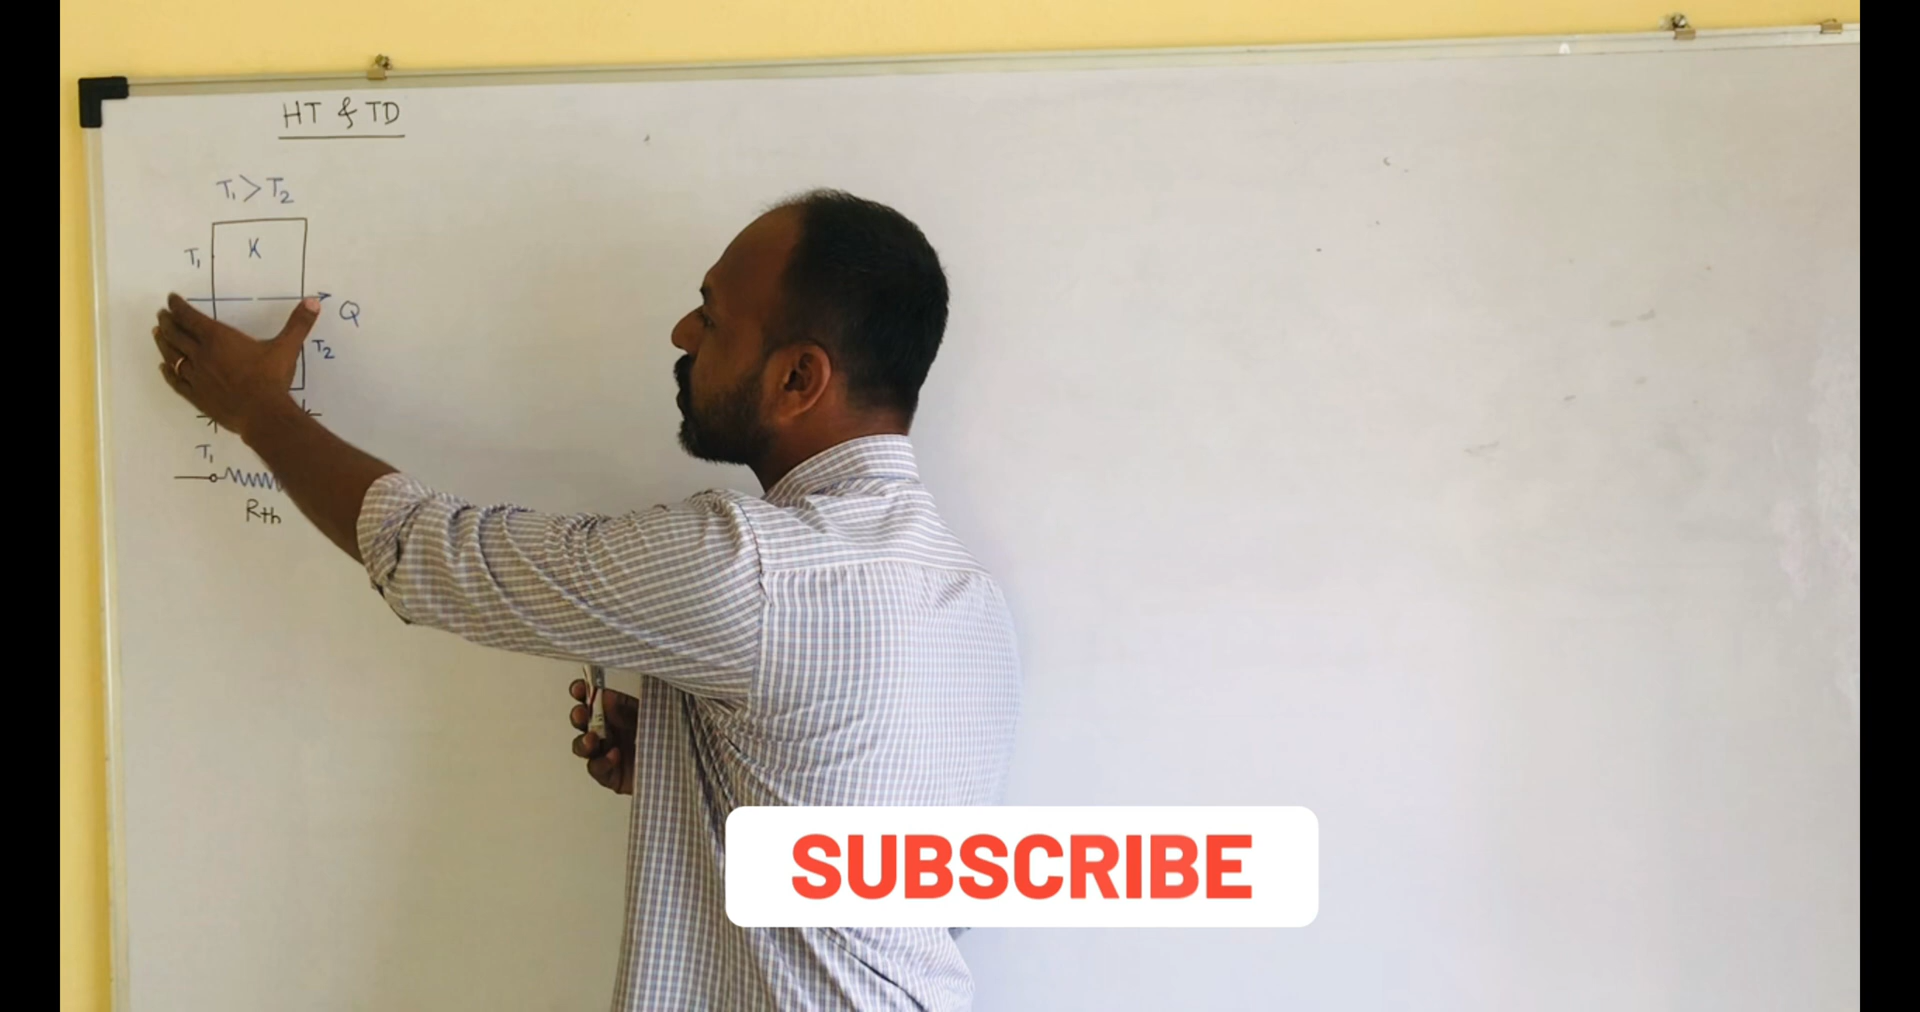 HT & TD
T₁ > T₂
K
T₁
Q
T₂
T₁
Rth
SUBSCRIBE